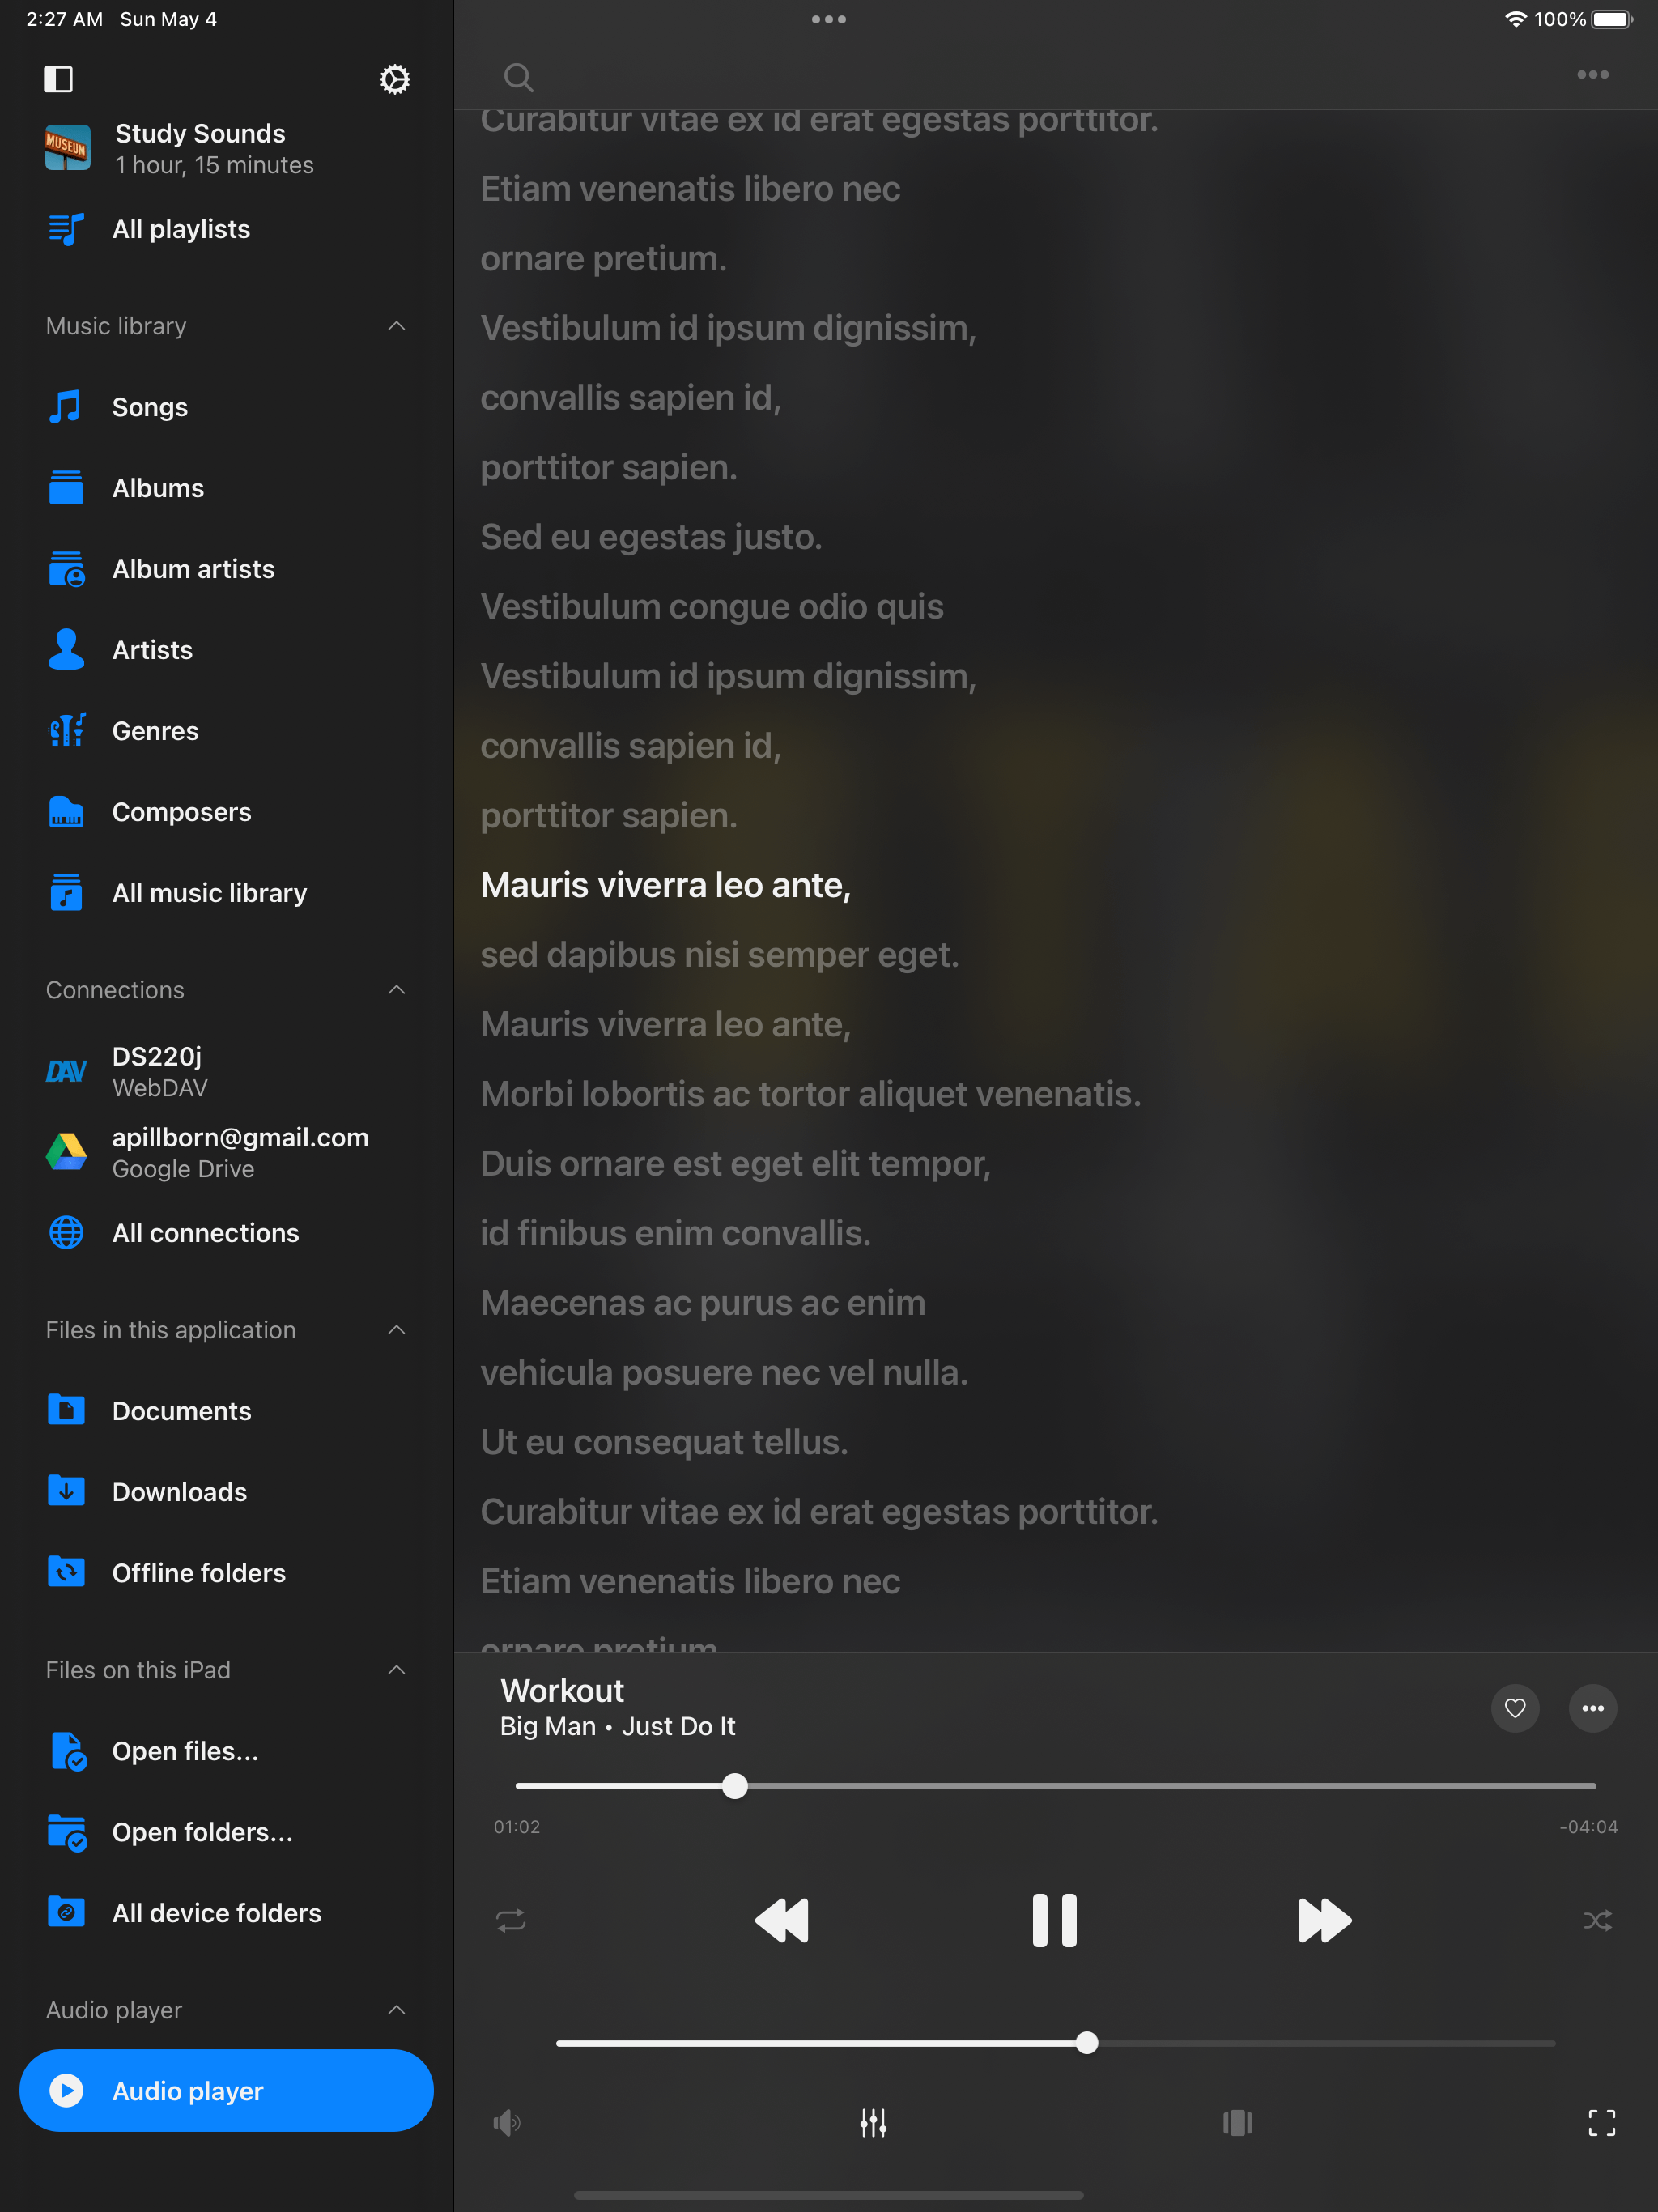 2:27 AM Sun May 4
100%
MUSEUM
Study Sounds
1 hour, 15 minutes
All playlists
Music library
Songs
Albums
Album artists
Artists
Genres
Composers
All music library
Connections
DAV
DS220j
WebDAV
apillborn@gmail.com
Google Drive
All connections
Files in this application
Documents
Downloads
Offline folders
Files on this iPad
Open files...
Open folders...
All device folders
Audio player
Audio player
Curabitur vitae ex id erat egestas porttitor.
Etiam venenatis libero nec
ornare pretium.
Vestibulum id ipsum dignissim,
convallis sapien id,
porttitor sapien.
Sed eu egestas justo.
Vestibulum congue odio quis
Vestibulum id ipsum dignissim,
convallis sapien id,
porttitor sapien.
Mauris viverra leo ante,
sed dapibus nisi semper eget.
Mauris viverra leo ante,
Morbi lobortis ac tortor aliquet venenatis.
Duis ornare est eget elit tempor,
id finibus enim convallis.
Maecenas ac purus ac enim
vehicula posuere nec vel nulla.
Ut eu consequat tellus.
Curabitur vitae ex id erat egestas porttitor.
Etiam venenatis libero nec
ornare pretium.
Workout
Big Man • Just Do It
01:02
-04:04